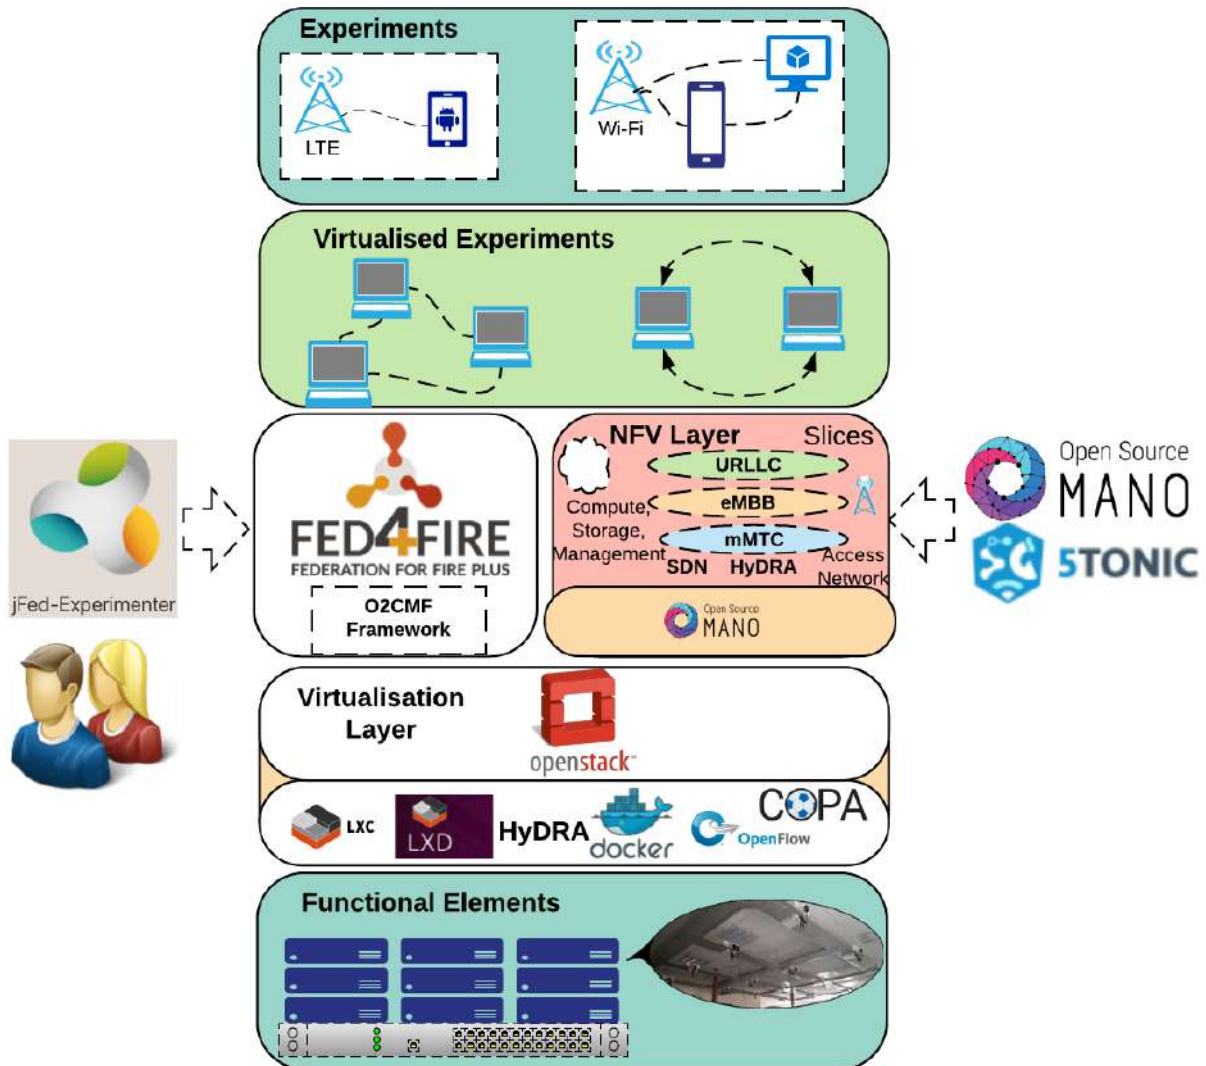 Experiments
LTE
Wi-Fi
Virtualised Experiments
jFed-Experimenter
FED4FIRE
FEDERATION FOR FIRE PLUS
O2CMF
Framework
NFV Layer
Slices
URLLC
eMBB
mMTC
Compute,
Storage,
Management
SDN
HyDRA
Access
Network
Open Source
MANO
Open Source
MANO
5TONIC
Virtualisation
Layer
openstack™
LXC
LXD
HyDRA
docker
OpenFlow
COPA
Functional Elements